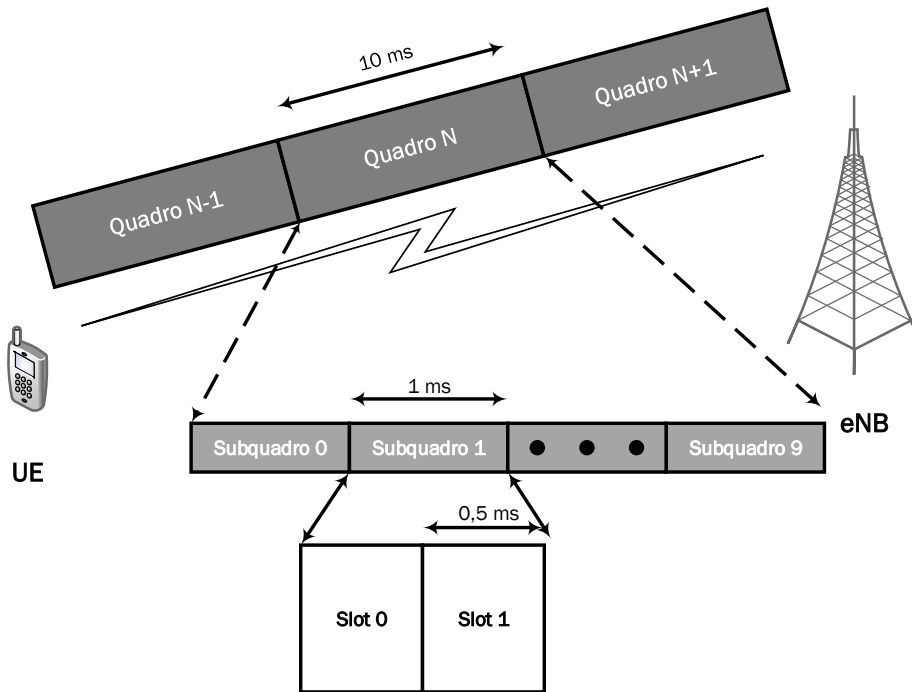 10 ms
Quadro N-1
Quadro N
Quadro N+1
1 ms
eNB
Subquadro 0
Subquadro 1
Subquadro 9
UE
0,5 ms
Slot 0
Slot 1